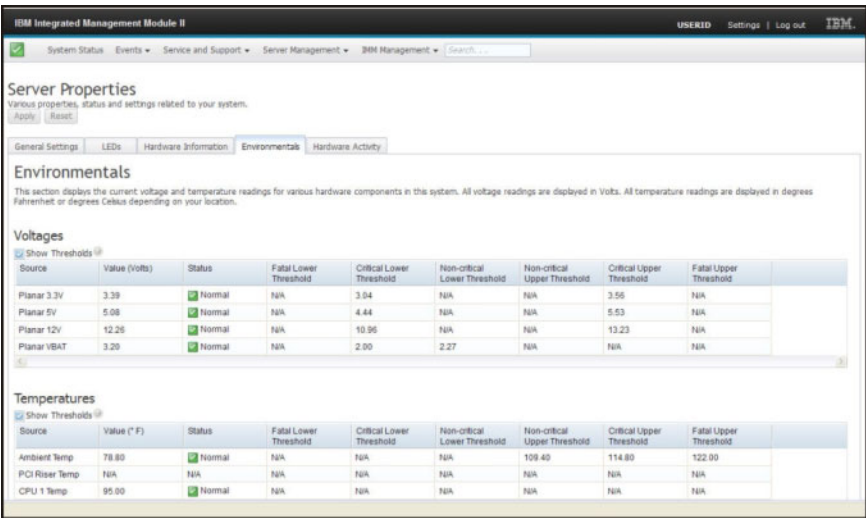 IBM Integrated Management Module II
USERID Settings | Log out IBM.
System Status Events Service and Support Server Management IMM Management Search...
Server Properties
Various properties, status and settings related to your system.
Apply Reset
General Settings LEDs Hardware Information Environmentals Hardware Activity
Environmentals
This section displays the current voltage and temperature readings for various hardware components in this system. All voltage readings are displayed in Volts. All temperature readings are displayed in degrees
Fahrenheit or degrees Celsius depending on your location.
Voltages
Show Thresholds
Source Value (Volts) Status Fatal Lower Threshold Critical Lower Threshold Non-critical Lower Threshold Non-critical Upper Threshold Critical Upper Threshold Fatal Upper Threshold
Planar 3.3V 3.39 Normal N/A 3.04 N/A N/A 3.56 N/A
Planar 5V 5.08 Normal N/A 4.44 N/A N/A 5.53 N/A
Planar 12V 12.26 Normal N/A 10.96 N/A N/A 13.23 N/A
Planar VBAT 3.20 Normal N/A 2.00 2.27 N/A N/A N/A
Temperatures
Show Thresholds
Source Value (° F) Status Fatal Lower Threshold Critical Lower Threshold Non-critical Lower Threshold Non-critical Upper Threshold Critical Upper Threshold Fatal Upper Threshold
Ambient Temp 78.80 Normal N/A N/A N/A 109.40 114.80 122.00
PCI Riser Temp N/A N/A N/A N/A N/A N/A N/A N/A
CPU 1 Temp 95.00 Normal N/A N/A N/A N/A N/A N/A